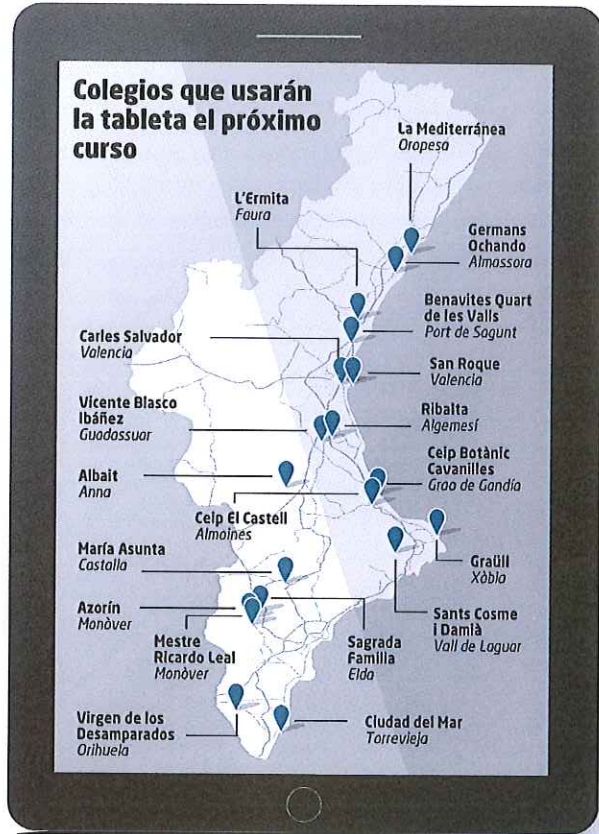 Colegios que usarán
la tableta el próximo
curso
La Mediterránea
Oropesa
L'Ermita
Faura
Germans
Ochando
Almassora
Benavites Quart
de les Valls
Port de Sagunt
Carles Salvador
Valencia
San Roque
Valencia
Vicente Blasco
Ibáñez
Guadassuar
Ribalta
Algemesí
Ceip Botànic
Cavanilles
Grao de Gandía
Albait
Anna
Ceip El Castell
Almoines
María Asunta
Castalla
Graüll
Xàbia
Azorín
Monòver
Mestre
Ricardo Leal
Monòver
Sagrada
Familia
Elda
Sants Cosme
i Damià
Vall de Laguar
Virgen de los
Desamparados
Orihuela
Ciudad del Mar
Torrevieja